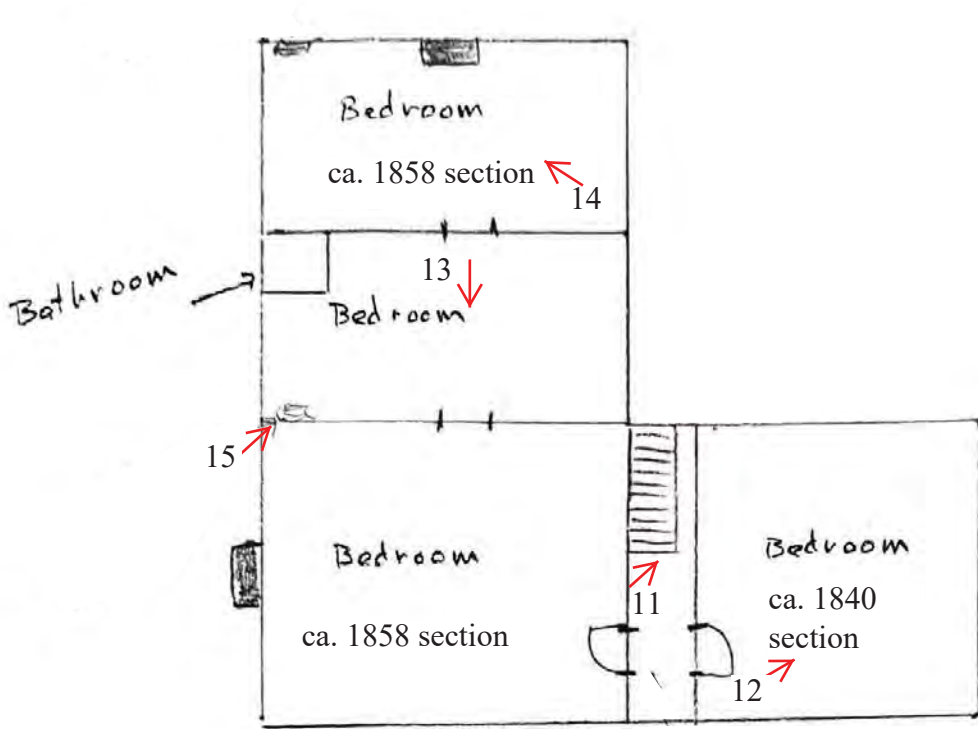 Bedroom
ca. 1858 section
14
13
Bathroom
Bedroom
15
Bedroom
Bedroom
11
ca. 1840
ca. 1858 section
section
12